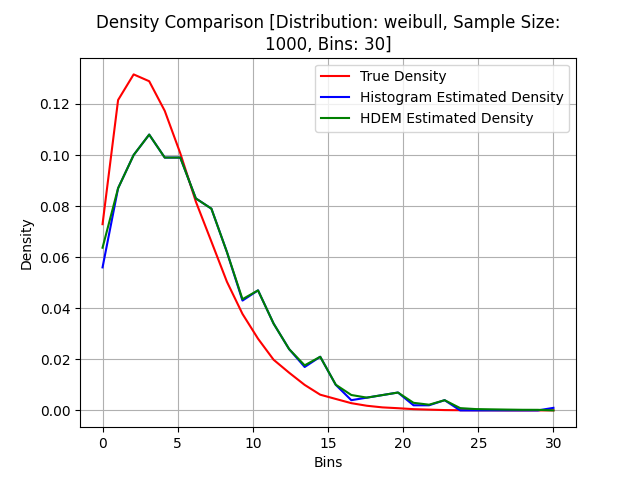 Density Comparison [Distribution: weibull, Sample Size:
1000, Bins: 30]
True Density
Histogram Estimated Density
HDEM Estimated Density
Density
0.12
0.10
0.08
0.06
0.04
0.02
0.00
0 5 10 15 20 25 30
Bins